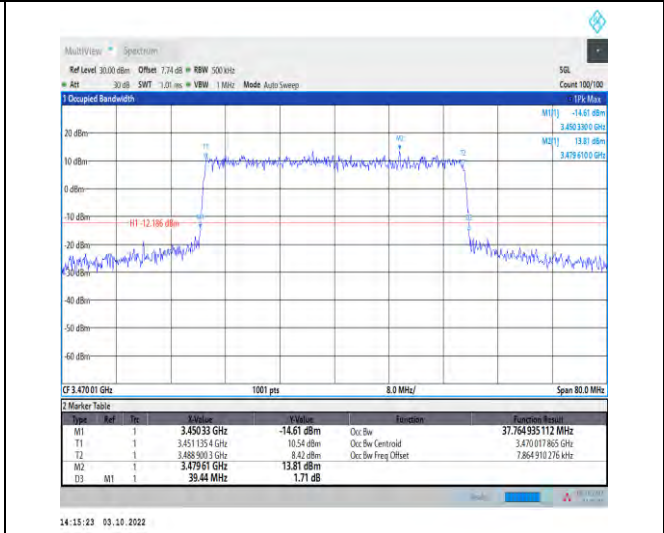 MultiView Spectrum
Ref Level 30.00 dBm Offset 7.74 dB RBW 500 kHz SGL
Att 30 dB SWT 1.01 ms VBW 1 MHz Mode Auto Sweep Count 100/100
1 Occupied Bandwidth 1Pk Max
M1[1] -14.61 dBm
3.450 330 0 GHz
M2[1] 13.81 dBm
3.479 610 0 GHz
20 dBm
T1
M2
T2
10 dBm
0 dBm
-10 dBm
H1 -12.186 dBm
-20 dBm
-40 dBm
-50 dBm
-60 dBm
CF 3.470 01 GHz 1001 pts 8.0 MHz/ Span 80.0 MHz
2 Marker Table
Type Ref Trc X-Value Y-Value Function Function Result
M1 1 3.450 33 GHz -14.61 dBm Occ Bw 37.764 935 112 MHz
T1 1 3.451 135 4 GHz 10.54 dBm Occ Bw Centroid 3.470 017 865 GHz
T2 1 3.488 900 3 GHz 8.42 dBm Occ Bw Freq Offset 7.864 910 276 kHz
M2 1 3.479 61 GHz 13.81 dBm
D3 M1 1 39.44 MHz 1.71 dB
14:15:23 03.10.2022